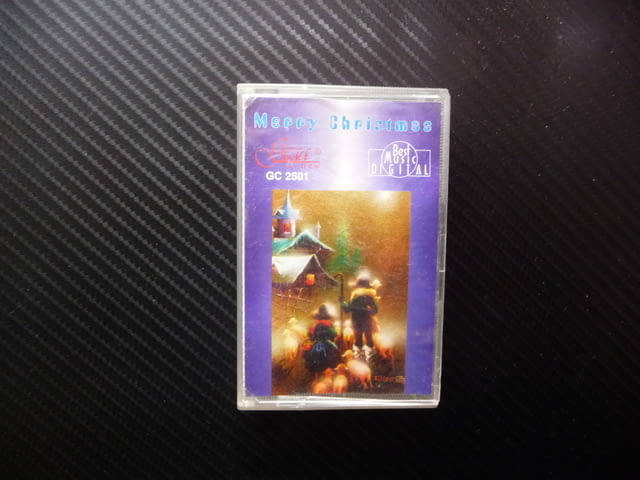 Merry Christmas
GC 2501
Best
Music
DIGITAL